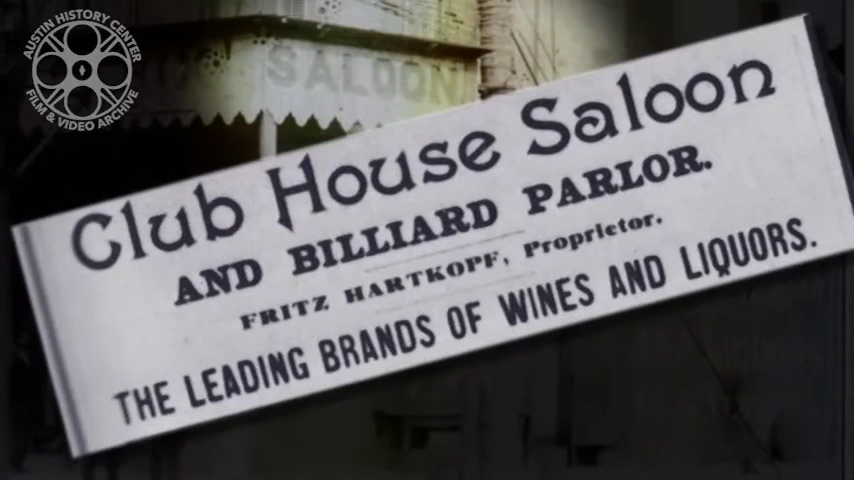 AUSTIN HISTORY CENTER
FILM & VIDEO ARCHIVE
SALOON
Club House Saloon
AND BILLIARD PARLOR.
FRITZ HARTKOPF, Proprietor.
THE LEADING BRANDS OF WINES AND LIQUORS.